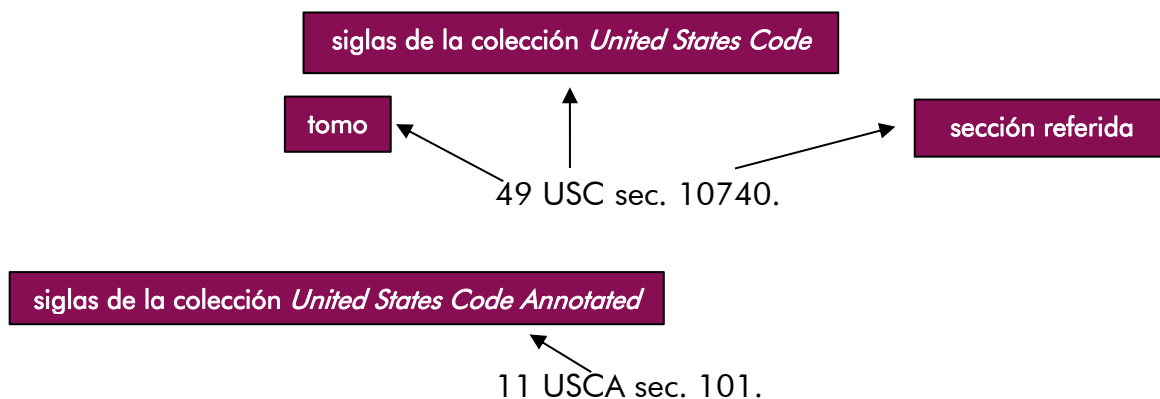 siglas de la colección United States Code
tomo
sección referida
49 USC sec. 10740.
siglas de la colección United States Code Annotated
11 USCA sec. 101.